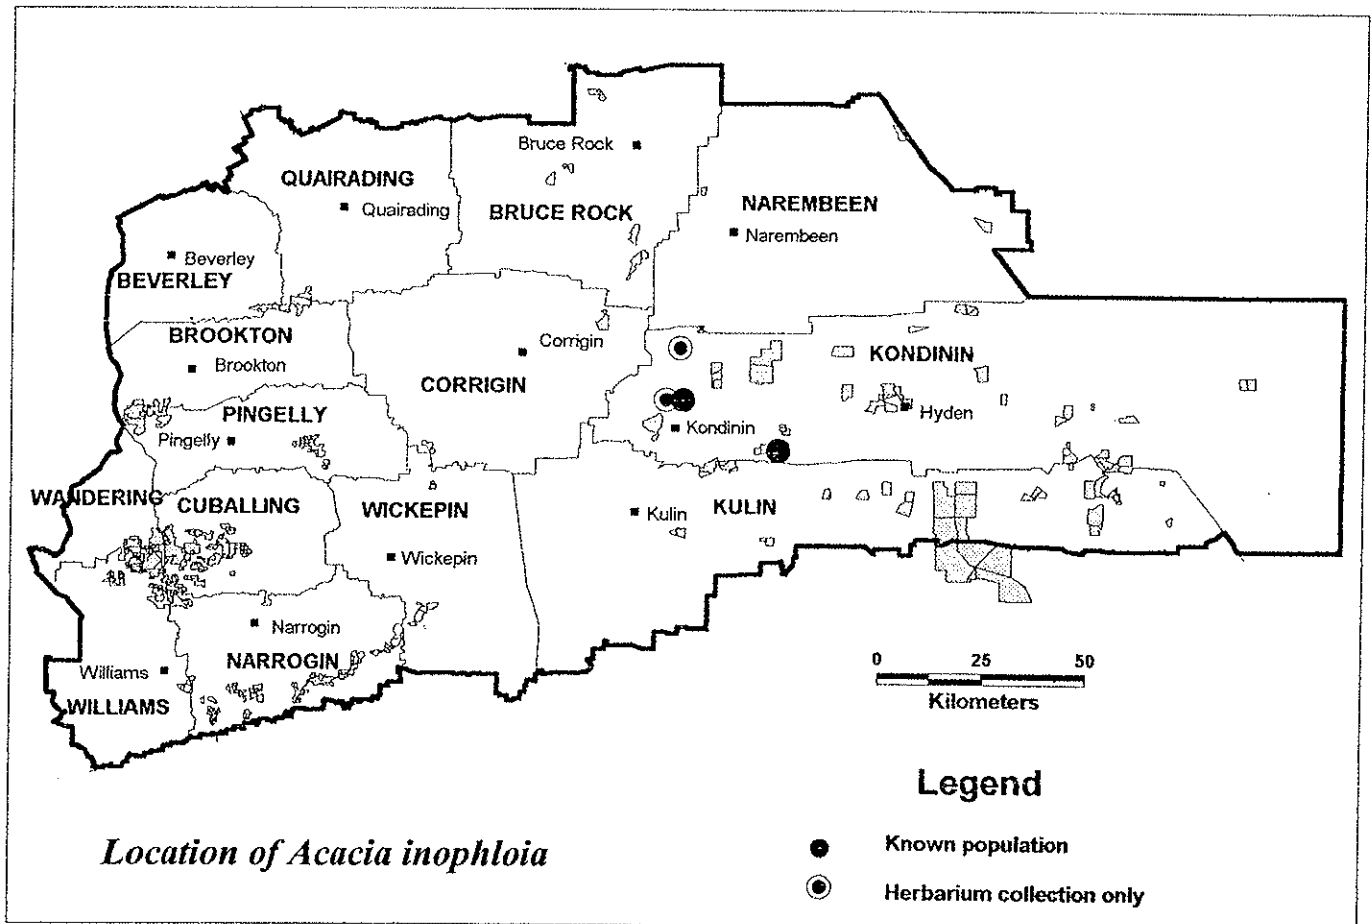 Bruce Rock
QUAIRADING
Quairading
BRUCE ROCK
NAREMBEEN
Narembeen
Beverley
BEVERLEY
BROOKTON
Brookton
Corrigin
CORRIGIN
KONDININ
Hyden
PINGELLY
Pingelly
Kondinin
WANDERING
CUBALLING
WICKEPIN
Kulin
KULIN
Wickepin
Narrogin
NARROGIN
Williams
WILLIAMS
0 25 50
Kilometers
Legend
Known population
Herbarium collection only
Location of Acacia inophloia